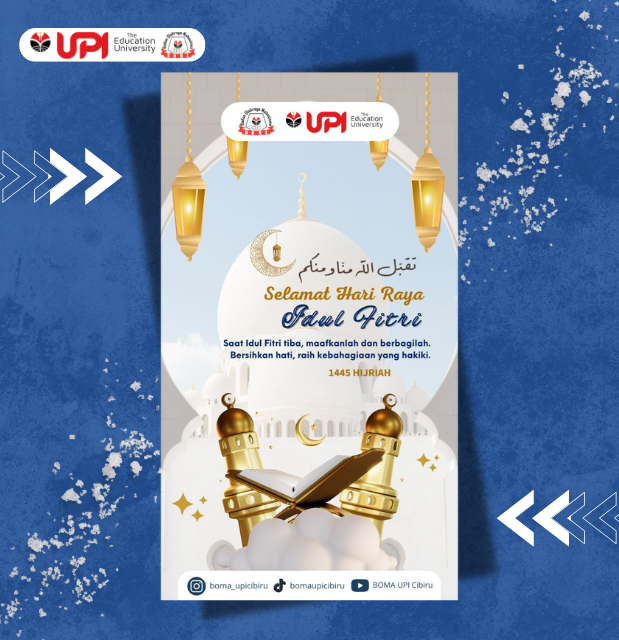 UPI
The
Education
University
UPI
The
Education
University
تقبل الله منا ومنكم
Selamat Hari Raya
Idul Fitri
Saat Idul Fitri tiba, maafkanlah dan berbagilah.
Bersihkan hati, raih kebahagiaan yang hakiki.
1445 HIJRIAH
boma_upicibiru
bomaupicibiru
BOMA UPI Cibiru